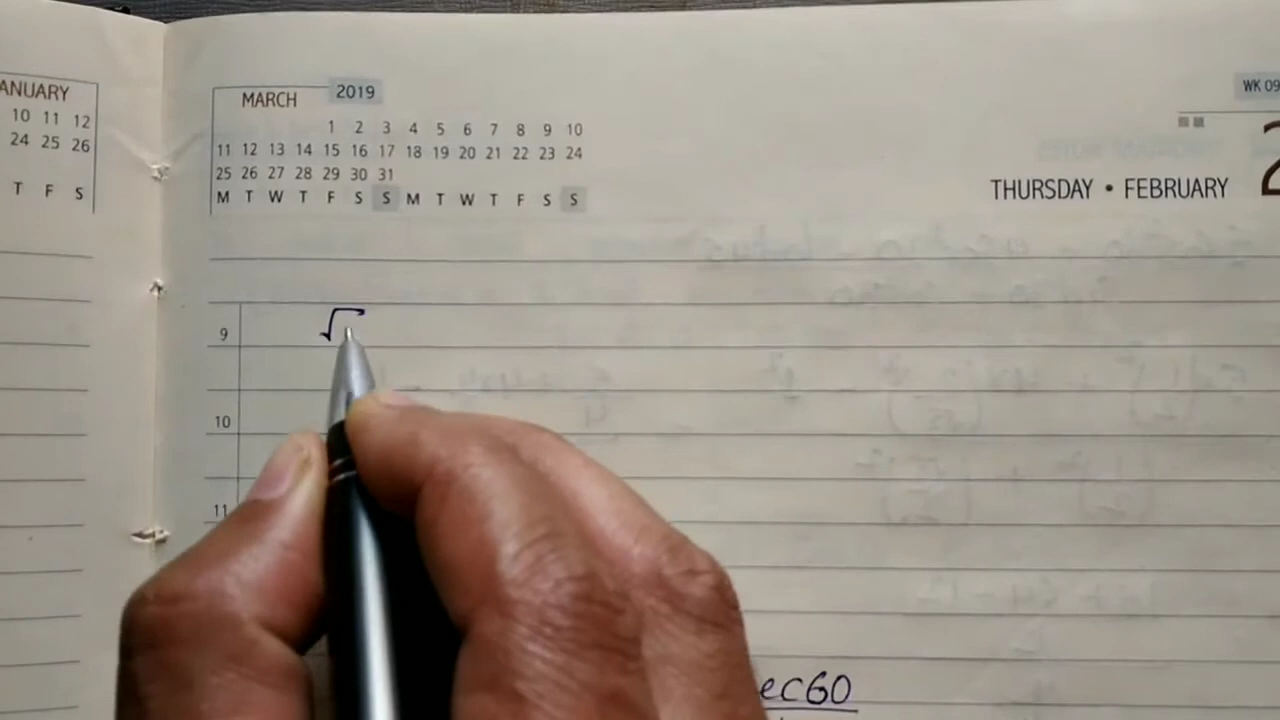 ANUARY
10 11 12
24 25 26
T F S
MARCH 2019
1 2 3 4 5 6 7 8 9 10
11 12 13 14 15 16 17 18 19 20 21 22 23 24
25 26 27 28 29 30 31
M T W T F S S M T W T F S S
WK 09
THURSDAY • FEBRUARY
9
√
10
11
ec60